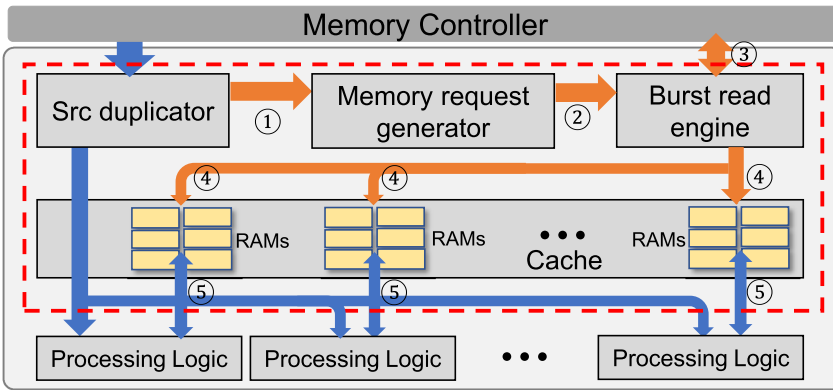 Memory Controller
③
Src duplicator
①
Memory request
generator
②
Burst read
engine
④ ④ ④
RAMs RAMs ••• RAMs
Cache
⑤ ⑤ ⑤
Processing Logic Processing Logic ••• Processing Logic